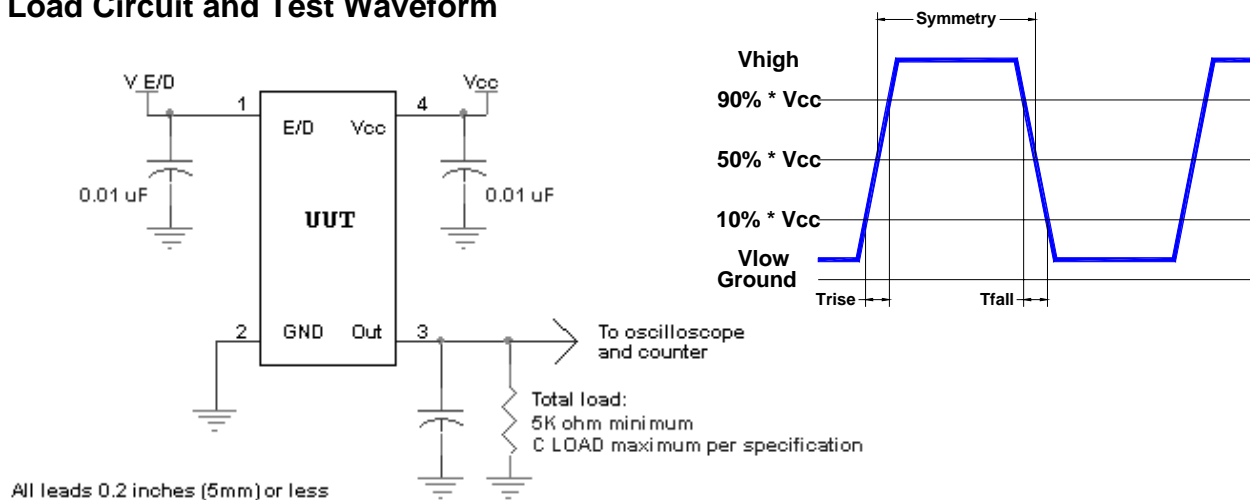 Load Circuit and Test Waveform
V E/D
1
4
Vcc
E/D
Vcc
0.01 uF
0.01 uF
UUT
2
GND
Out
3
To oscilloscope
and counter
Total load:
5K ohm minimum
C LOAD maximum per specification
All leads 0.2 inches (5mm) or less
Symmetry
Vhigh
90% * Vcc
50% * Vcc
10% * Vcc
Vlow
Ground
Trise
Tfall